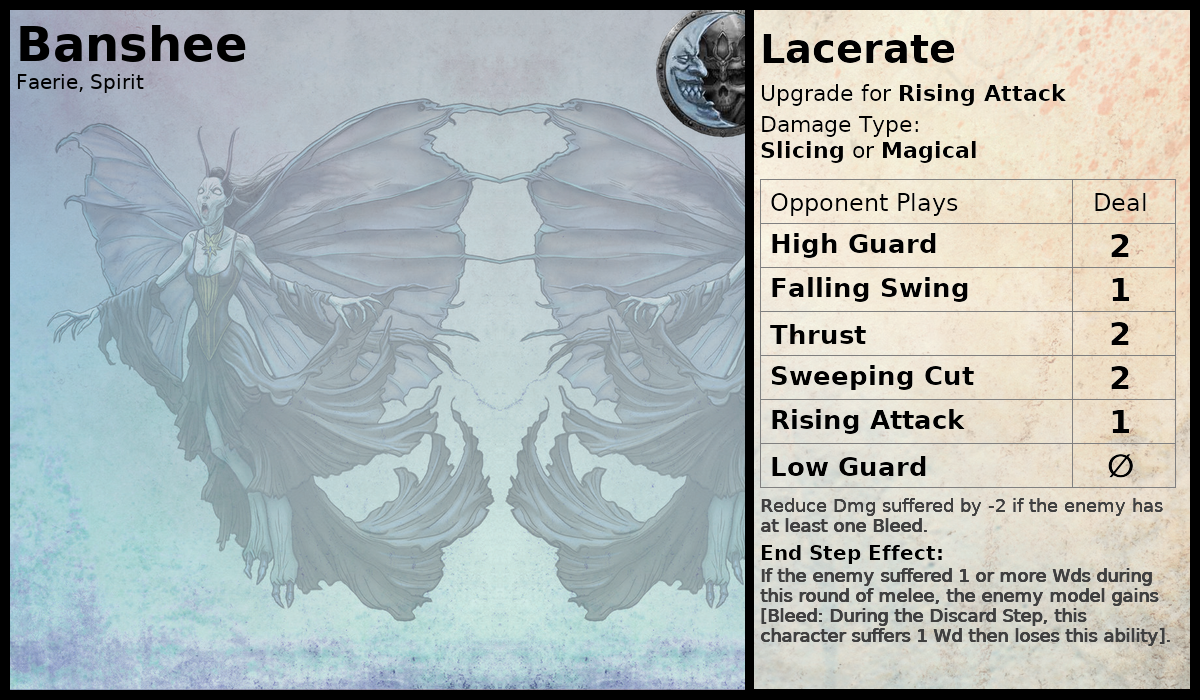 Banshee
Faerie, Spirit
Lacerate
Upgrade for Rising Attack
Damage Type:
Slicing or Magical
Opponent Plays Deal
High Guard 2
Falling Swing 1
Thrust 2
Sweeping Cut 2
Rising Attack 1
Low Guard ∅
Reduce Dmg suffered by -2 if the enemy has
at least one Bleed.
End Step Effect:
If the enemy suffered 1 or more Wds during
this round of melee, the enemy model gains
[Bleed: During the Discard Step, this
character suffers 1 Wd then loses this ability].